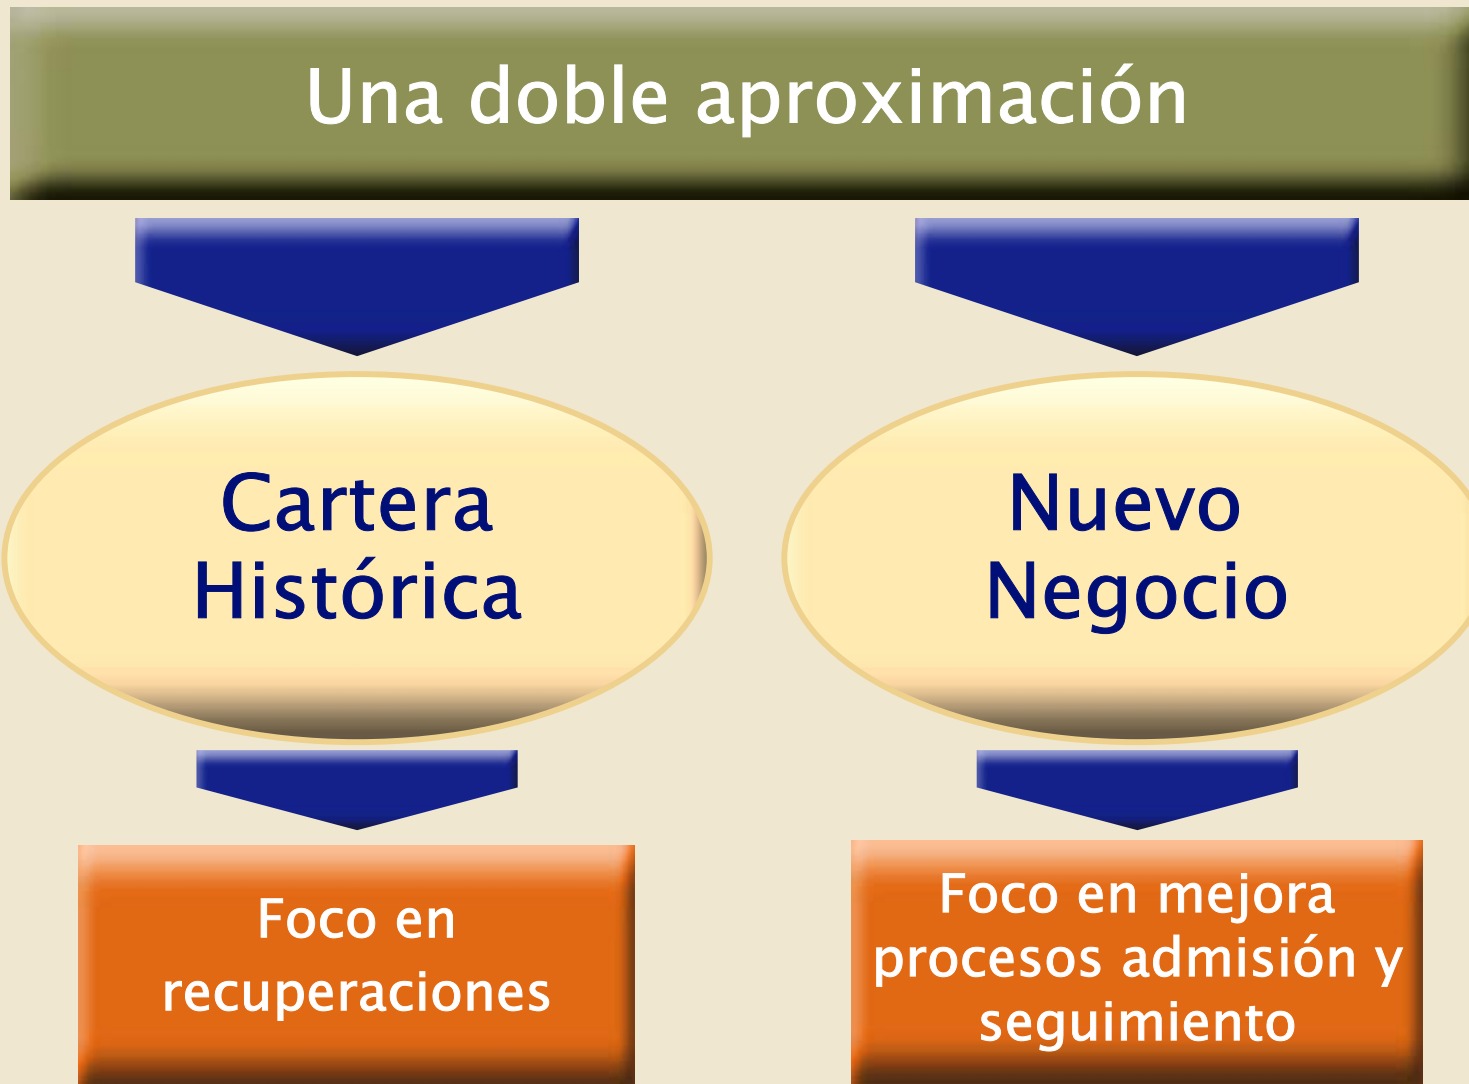 Una doble aproximación
Cartera
Histórica
Nuevo
Negocio
Foco en
recuperaciones
Foco en mejora
procesos admisión y
seguimiento